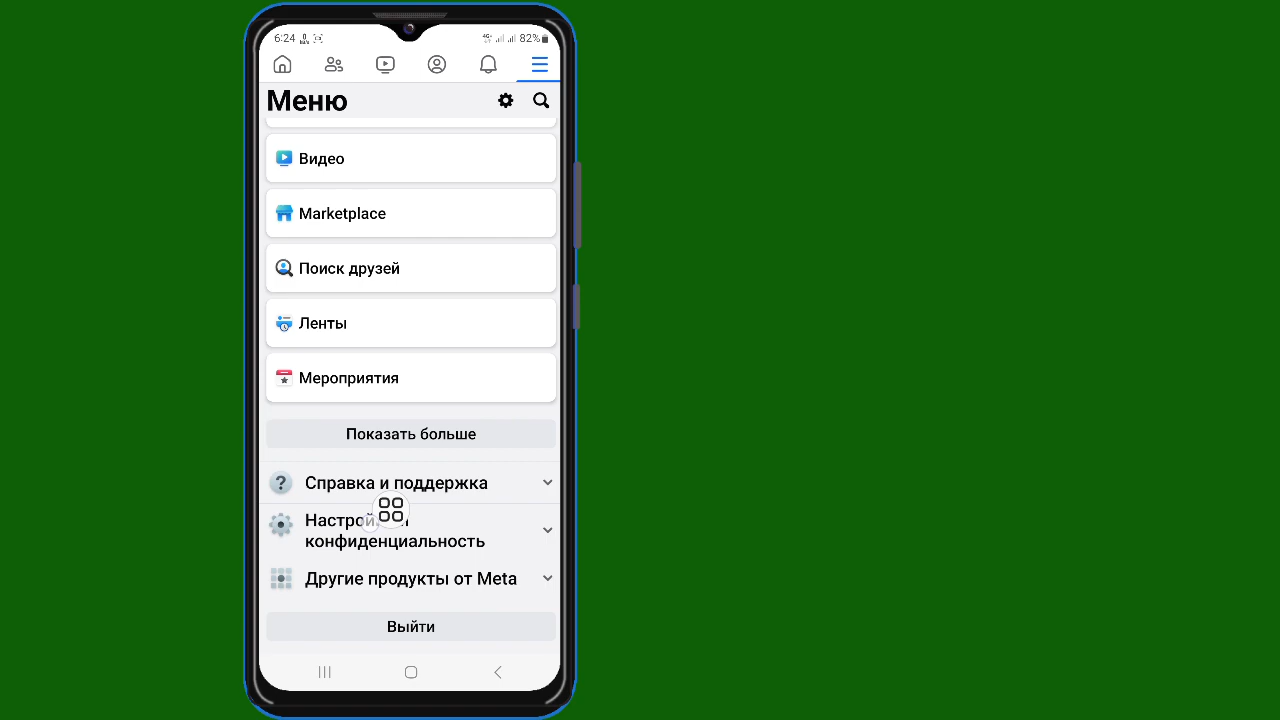 6:24
4G+ 82%
Меню
Видео
Marketplace
Поиск друзей
Ленты
Мероприятия
Показать больше
Справка и поддержка
конфиденциальность
Другие продукты от Meta
Выйти